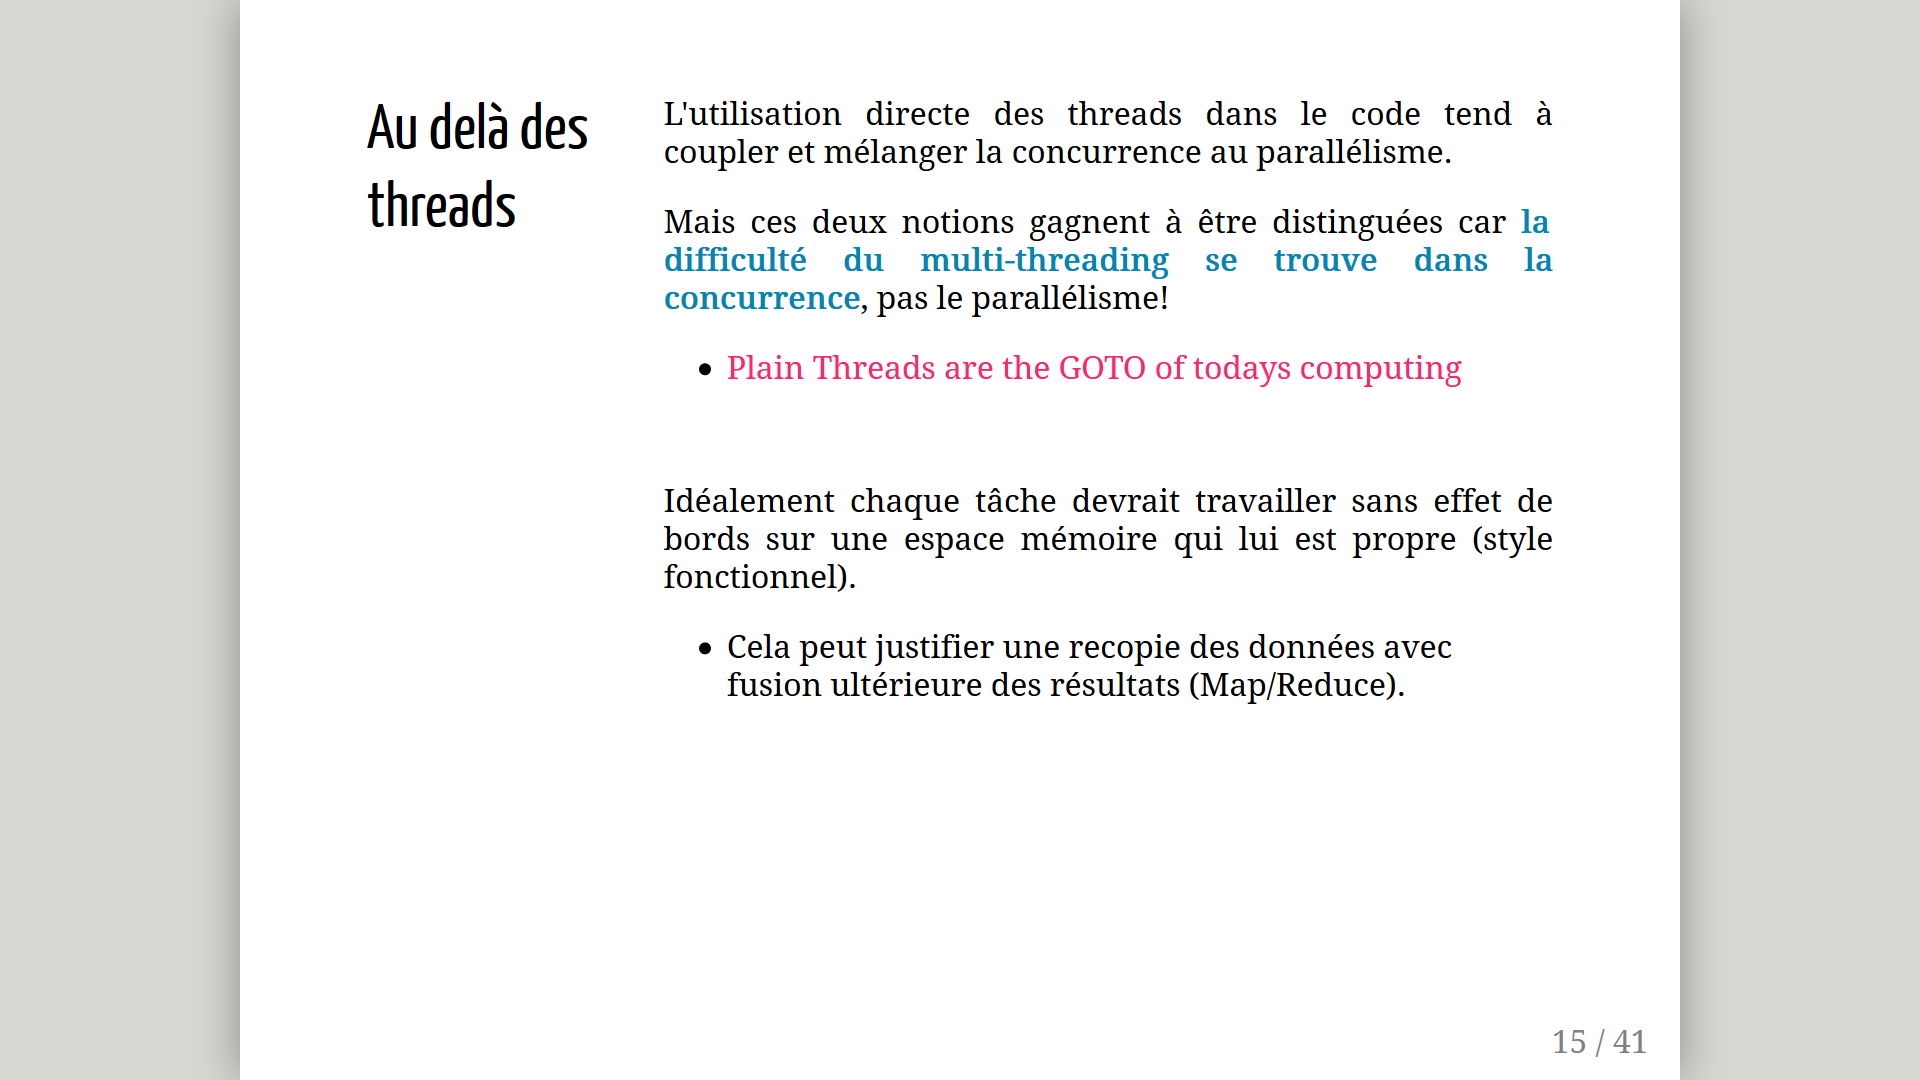 Au delà des
threads
L'utilisation directe des threads dans le code tend à
coupler et mélanger la concurrence au parallélisme.
Mais ces deux notions gagnent à être distinguées car la
difficulté du multi-threading se trouve dans la
concurrence, pas le parallélisme!
Plain Threads are the GOTO of todays computing
Idéalement chaque tâche devrait travailler sans effet de
bords sur une espace mémoire qui lui est propre (style
fonctionnel).
Cela peut justifier une recopie des données avec
fusion ultérieure des résultats (Map/Reduce).
15 / 41